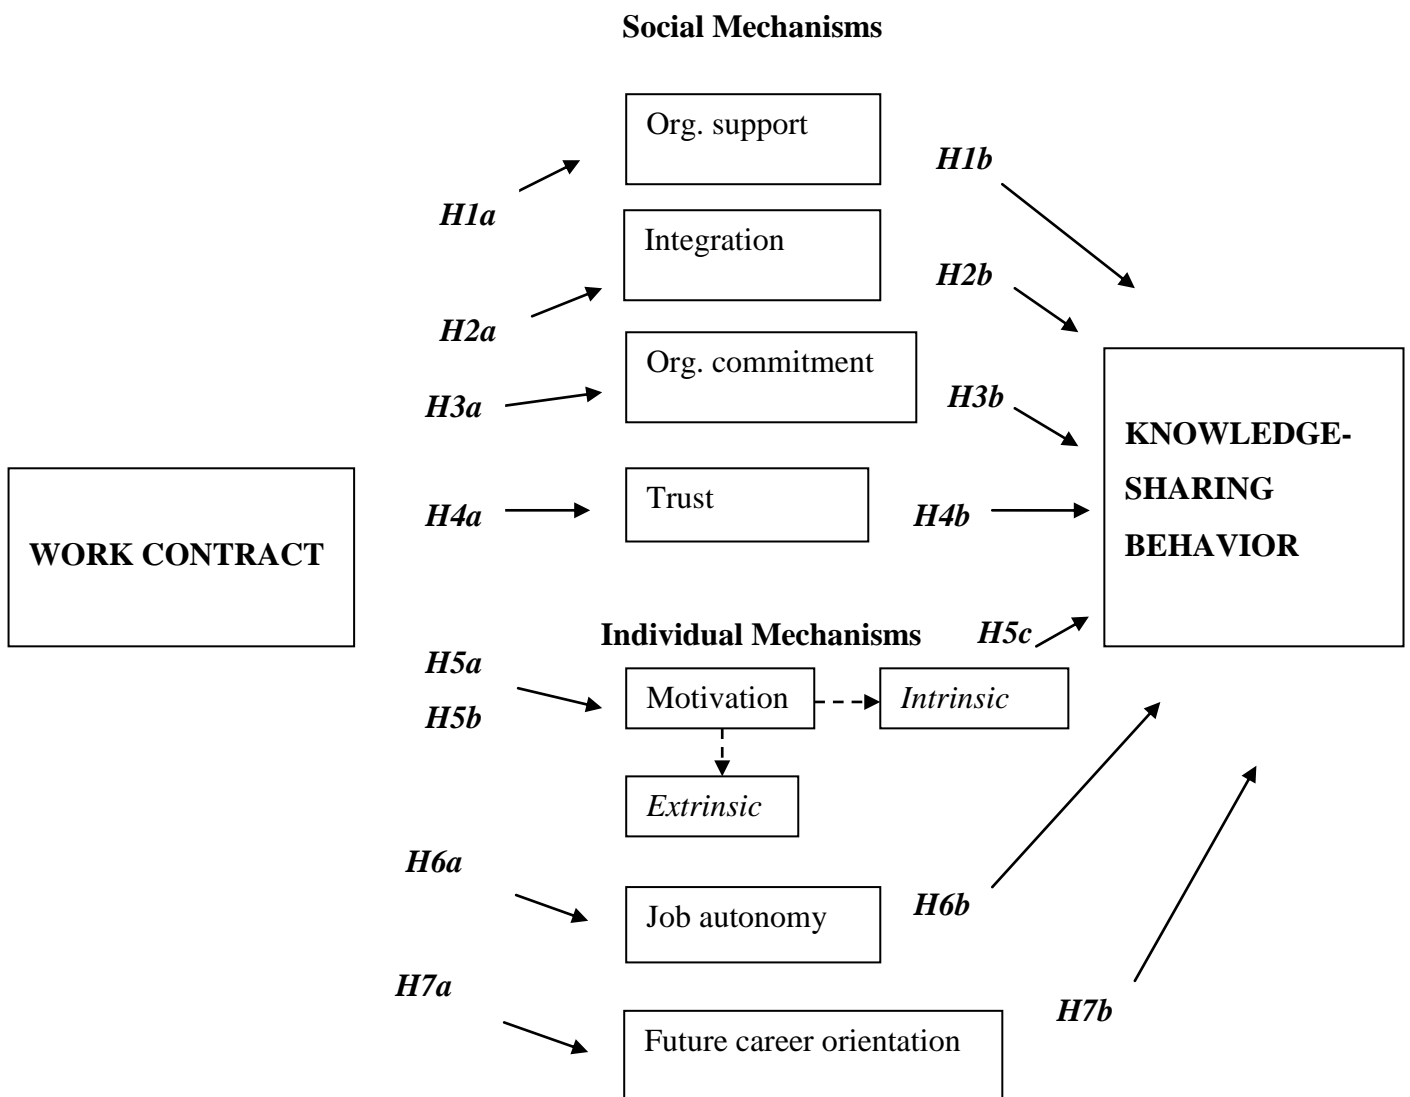 Social Mechanisms
Org. support
H1b
H1a
Integration
H2b
H2a
Org. commitment
H3a
H3b
KNOWLEDGE-
SHARING
BEHAVIOR
Trust
H4a
H4b
WORK CONTRACT
Individual Mechanisms
H5c
H5a
H5b
Motivation
Intrinsic
Extrinsic
H6a
Job autonomy
H6b
H7a
H7b
Future career orientation